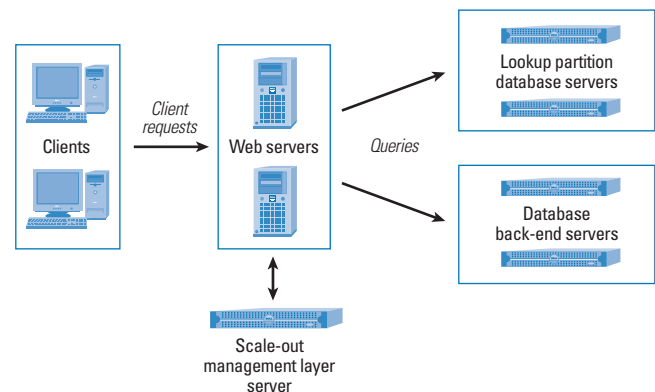 Clients
Client
requests
Web servers
Queries
Lookup partition
database servers
Database
back-end servers
Scale-out
management layer
server